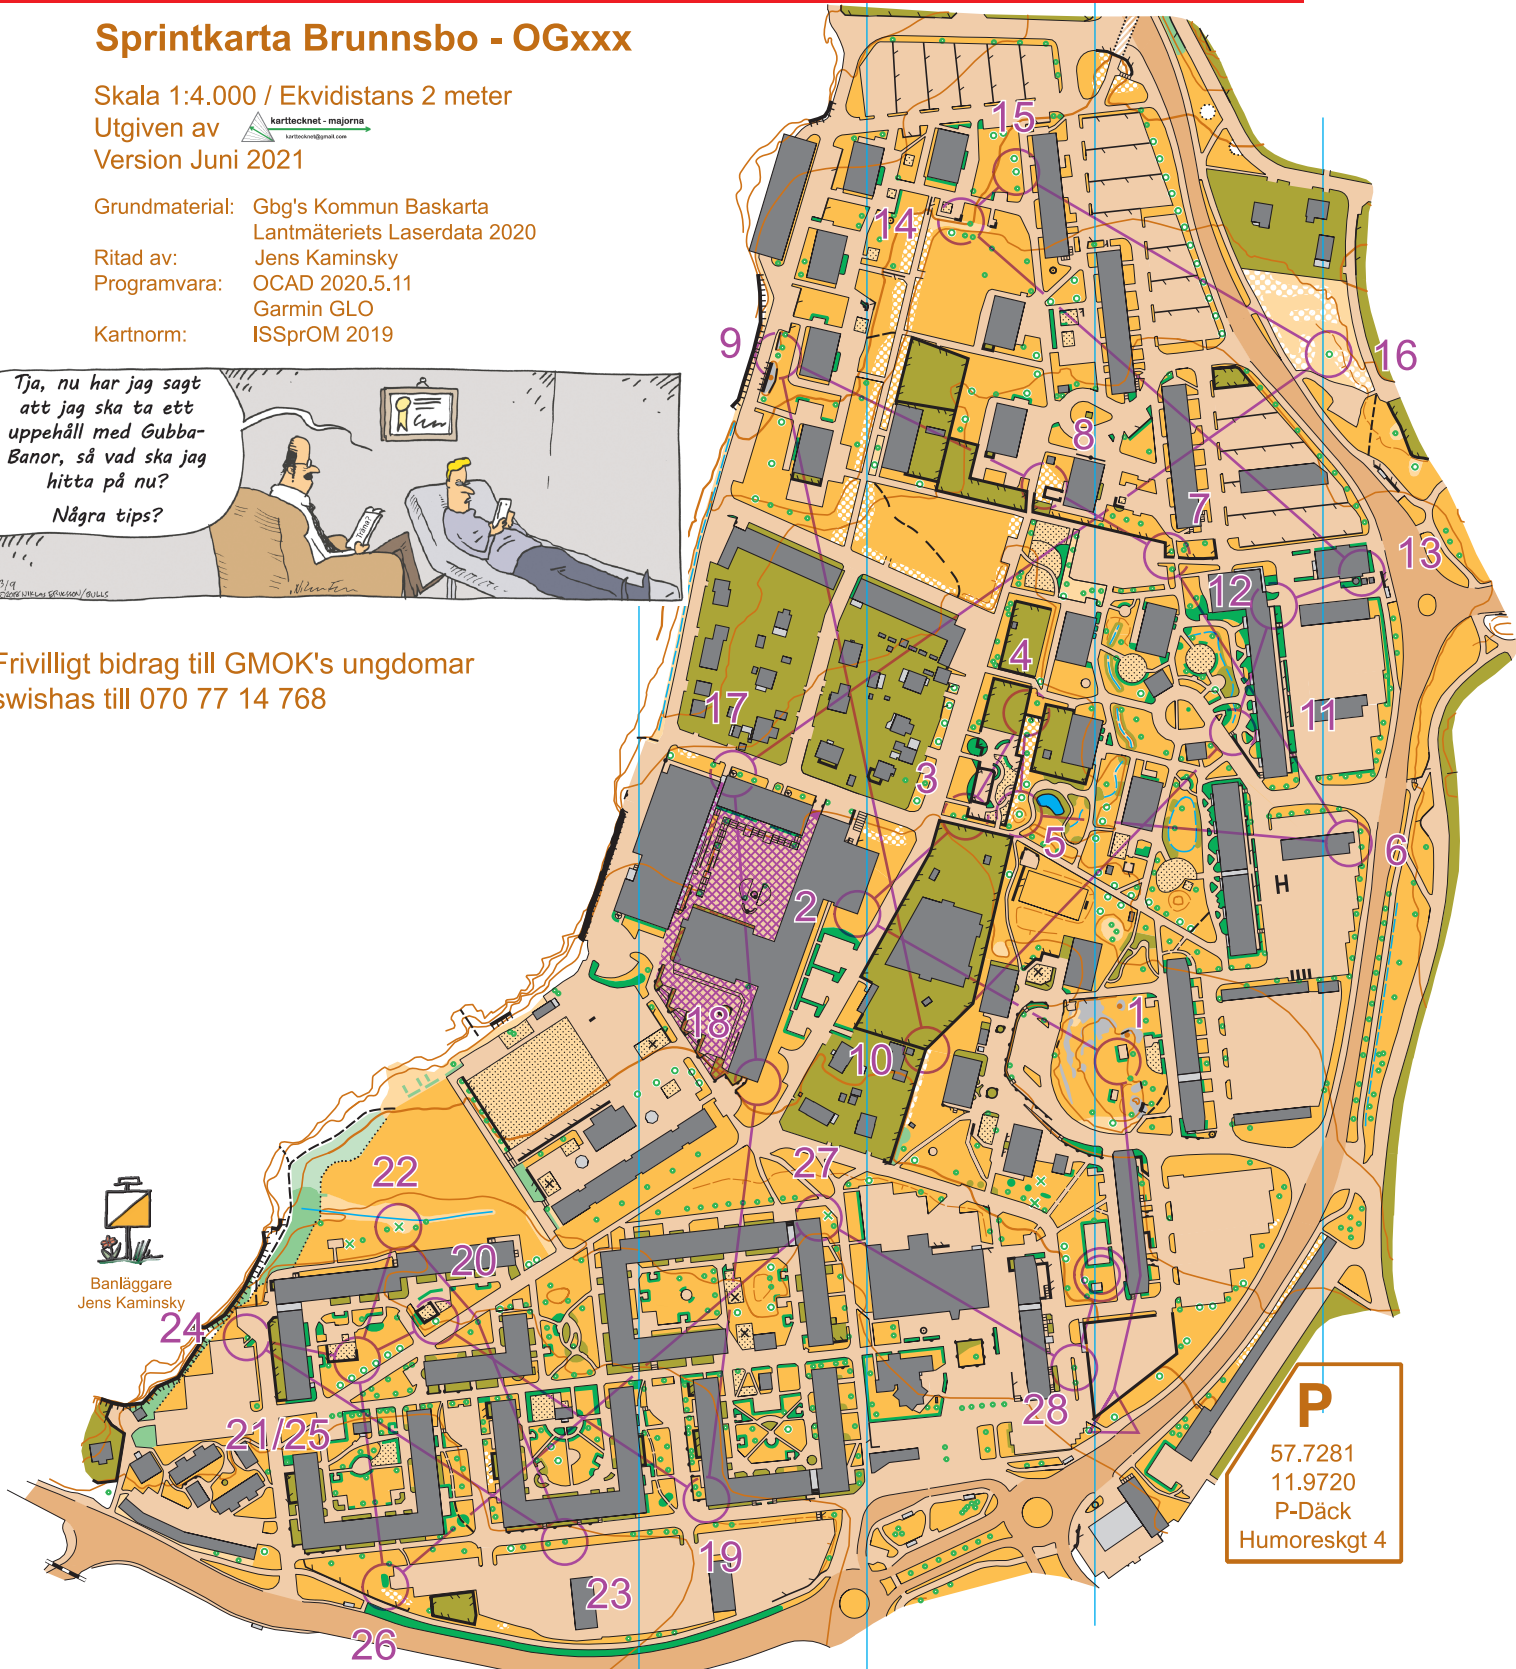 Sprintkarta Brunnsbo - OGxxx
Skala 1:4.000 / Ekvidistans 2 meter
Utgiven av karttecknet - majorna
karttecknet@gmail.com
Version Juni 2021
Grundmaterial: Gbg's Kommun Baskarta
Lantmäteriets Laserdata 2020
Ritad av: Jens Kaminsky
Programvara: OCAD 2020.5.11
Garmin GLO
Kartnorm: ISSprOM 2019
Tja, nu har jag sagt
att jag ska ta ett
uppehåll med Gubba-
Banor, så vad ska jag
hitta på nu?
Några tips?
Frivilligt bidrag till GMOK's ungdomar
swishas till 070 77 14 768
15
14
9
16
8
7
13
12
4
17
11
3
5
6
2
H
18
1
10
27
22
20
Banläggare
Jens Kaminsky
24
21/25
28
19
23
26
P
57.7281
11.9720
P-Däck
Humoreskgt 4